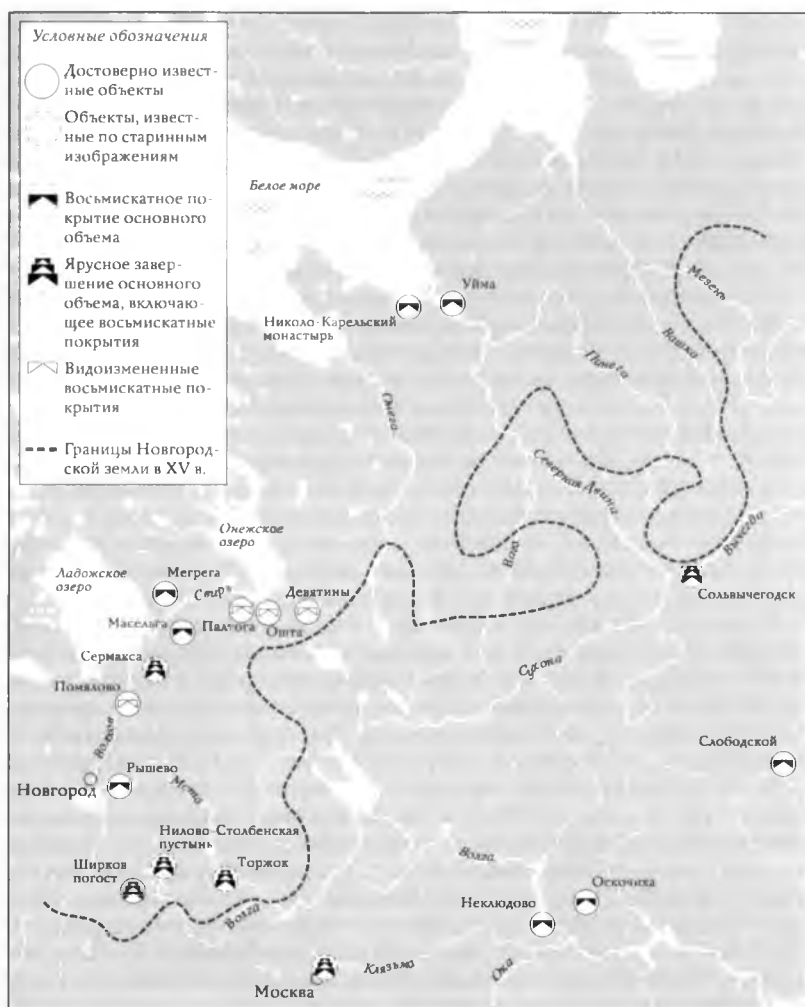 Условные обозначения
Достоверно извест-
ные объекты
Объекты, извест-
ные по старинным
изображениям
Восьмискатное по-
крытие основного
объема
Ярусное завер-
шение основного
объема, включаю-
щее восьмискатные
покрытия
Видоизмененные
восьмискатные по-
крытия
Границы Новгород-
ской земли в XV в.
Белое море
Уйма
Николо-Карельский
монастырь
Мезень
Вашка
Пинега
Онега
Северная Двина
Вага
Вычегда
Сольвычегодск
Онежское
озеро
Ладожское
озеро
Мегрега
Свирь
Девятины
Масельга
Палтога
Ошта
Сермакса
Сухона
Помялово
Волхов
Слободской
Рышево
Новгород
Мста
Нилово-Столбенская
пустынь
Ширков
погост
Торжок
Волга
Волга
Оскочиха
Неклюдово
Клязьма
Ока
Москва